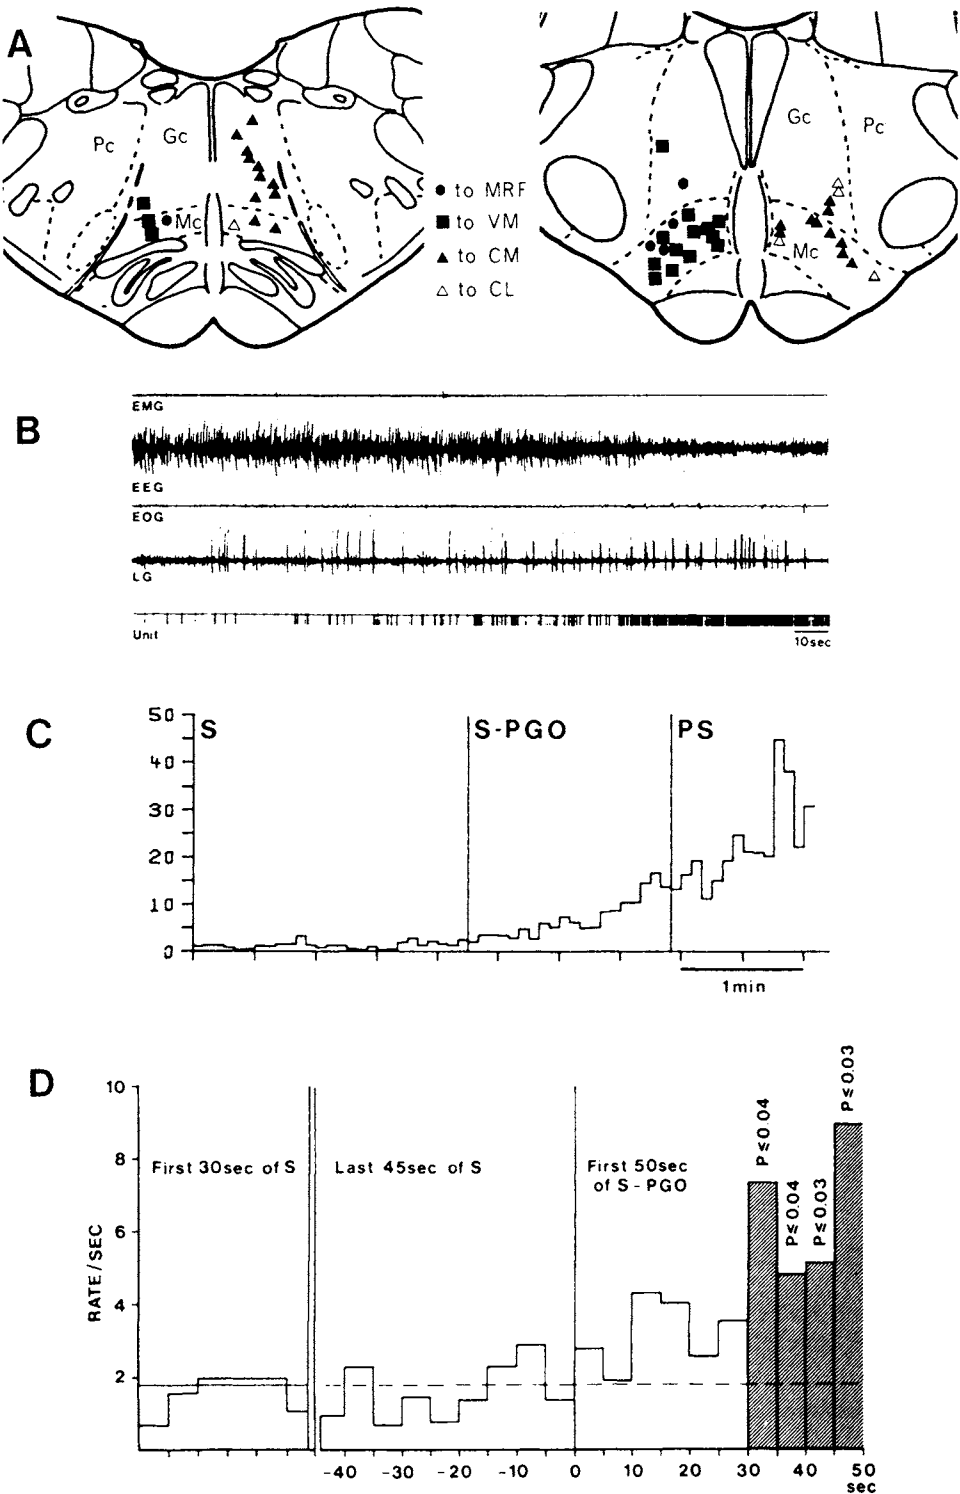 A
Pc
Gc
Mc
● to MRF
■ to VM
▲ to CM
△ to CL
Gc
Pc
Mc
B
EMG
EEG
EOG
LG
Unit
10sec
C
50
40
30
20
10
0
S
S-PGO
PS
1min
D
RATE/SEC
10
8
6
4
2
First 30sec of S
Last 45sec of S
First 50sec
of S-PGO
P≤0.04
P≤0.04
P≤0.03
P≤0.03
-40 -30 -20 -10 0 10 20 30 40 50
sec